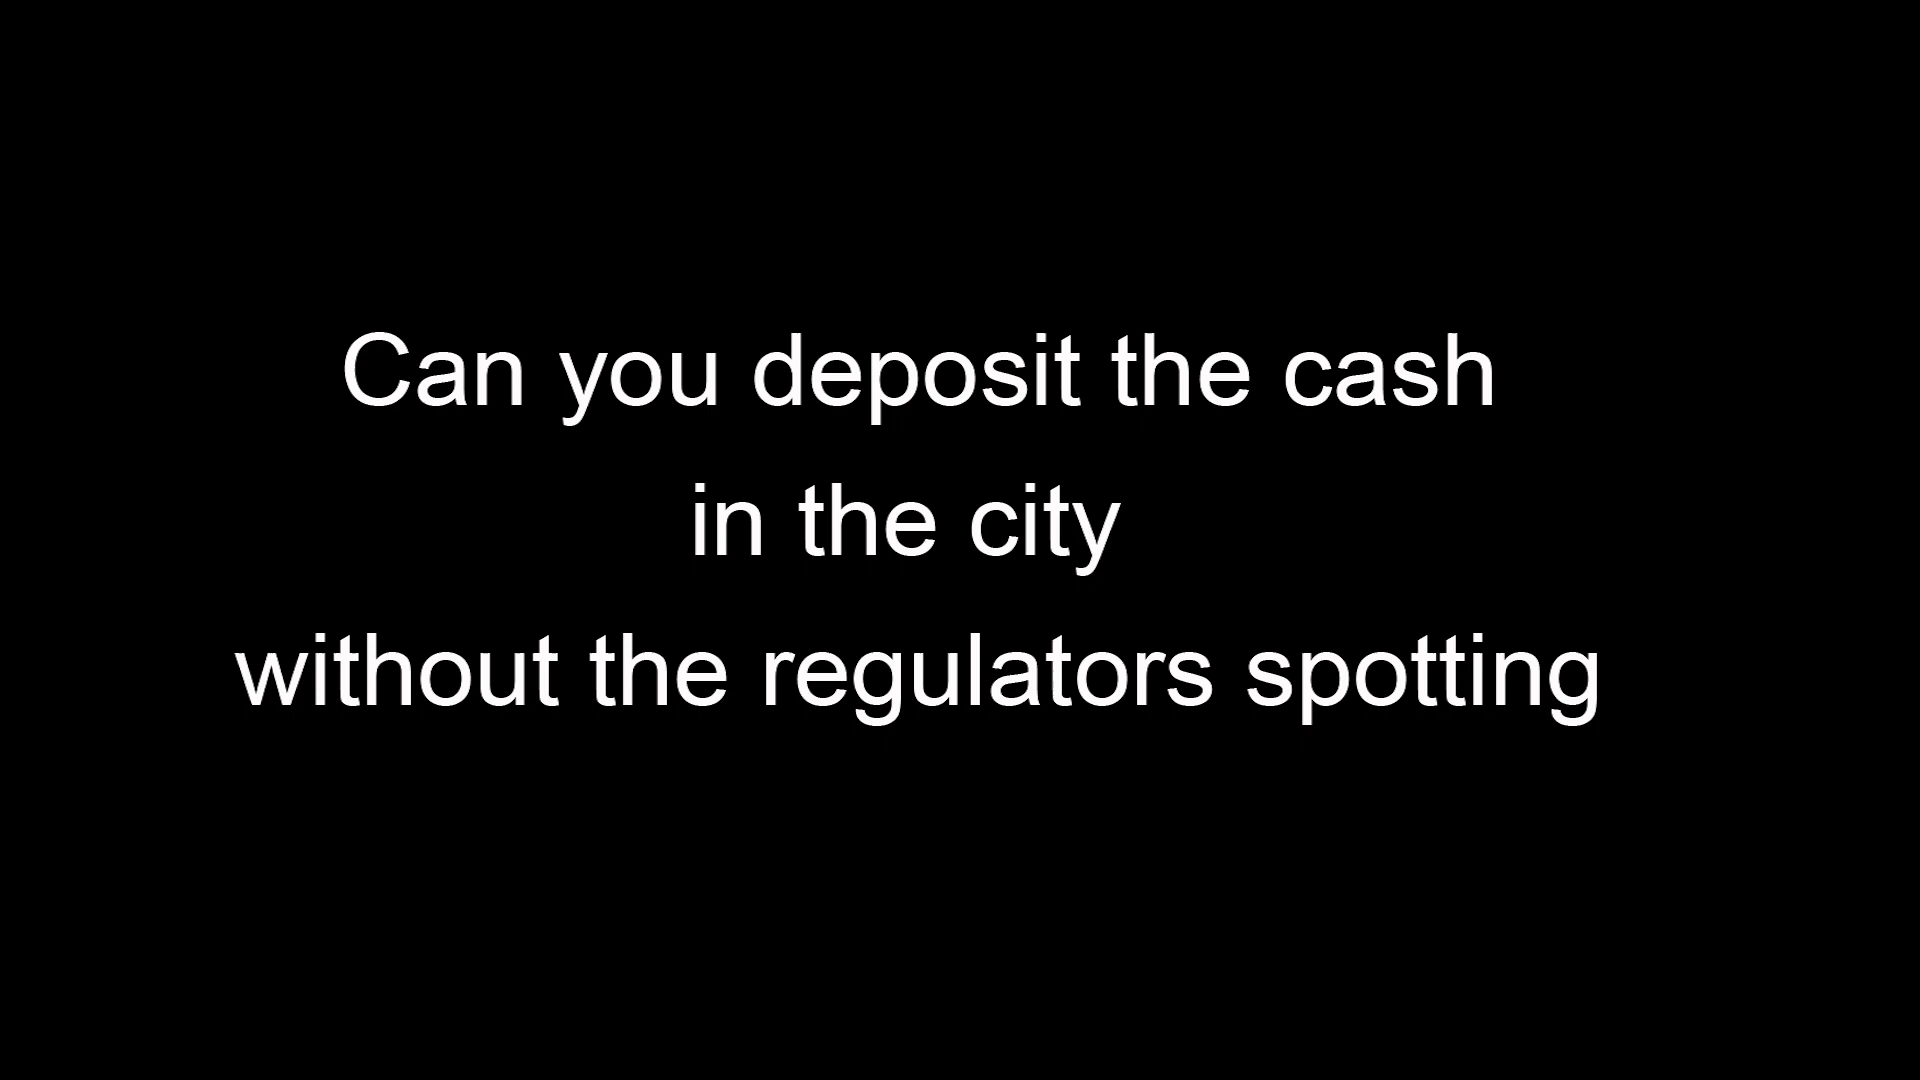 Can you deposit the cash
in the city
without the regulators spotting